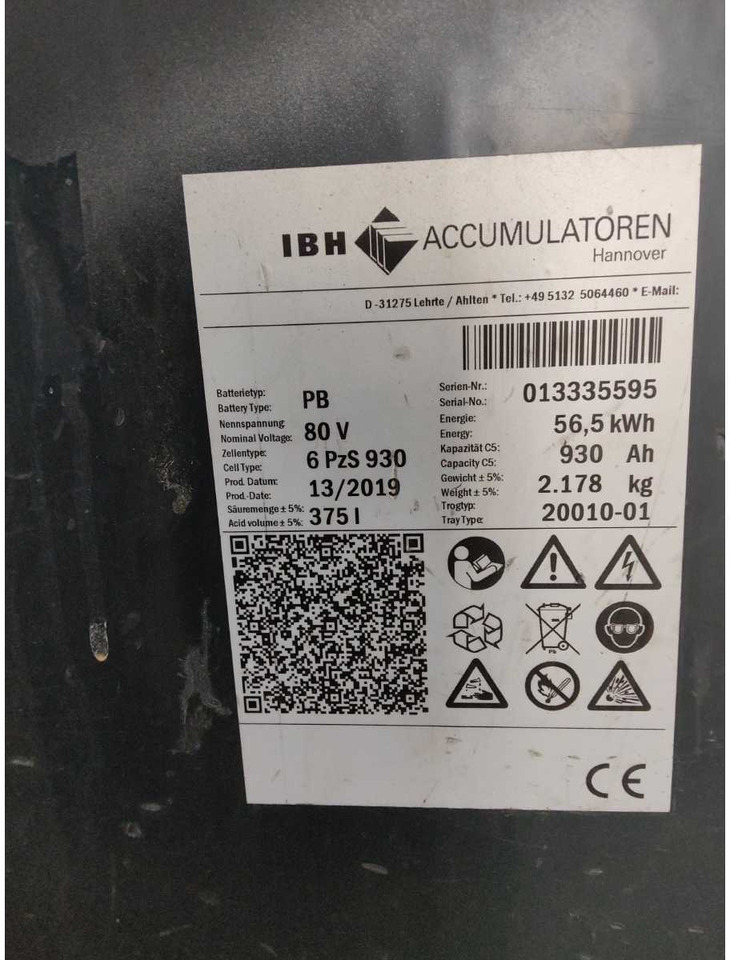 IBH ACCUMULATOREN
Hannover
D-31275 Lehrte / Ahlten * Tel.: +49 5132 5064460 * E-Mail:
Batterietyp:
Battery Type: PB
Nennspannung:
Nominal Voltage: 80 V
Zellentype:
Cell Type: 6 PzS 930
Prod. Datum:
Prod.-Date: 13/2019
Säuremenge ± 5%:
Acid volume ± 5%: 375 l
Serien-Nr.:
Serial-No.: 013335595
Energie:
Energy: 56,5 kWh
Kapazität C5:
Capacity C5: 930 Ah
Gewicht ± 5%:
Weight ± 5%: 2.178 kg
Trogtyp:
Tray Type: 20010-01
Pb
CE